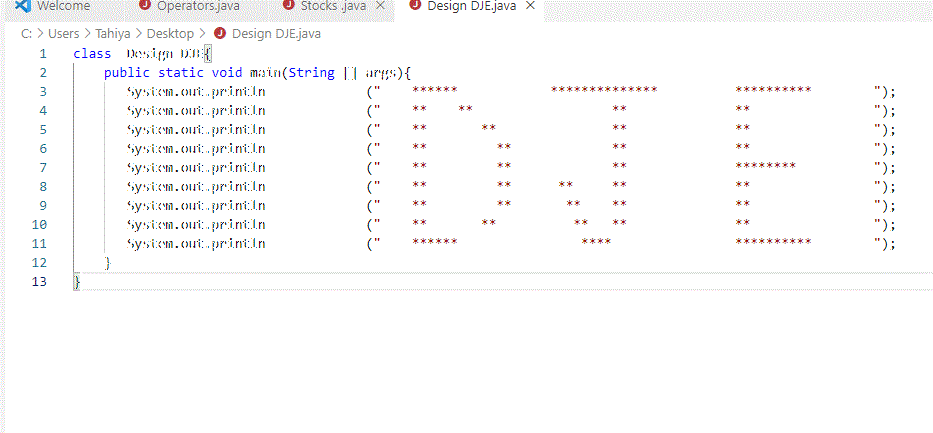 Welcome Operators.java Stocks .java × Design DJE.java ×
C: > Users > Tahiya > Desktop > Design DJE.java
1 class Design DJE{
2 public static void main(String [] args){
3 System.out.println (" ****** ************** ********** ");
4 System.out.println (" ** ** ** ** ");
5 System.out.println (" ** ** ** ** ");
6 System.out.println (" ** ** ** ** ");
7 System.out.println (" ** ** ** ******** ");
8 System.out.println (" ** ** ** ** ** ");
9 System.out.println (" ** ** ** ** ** ");
10 System.out.println (" ** ** ** ** ** ");
11 System.out.println (" ****** **** ********** ");
12 }
13 }